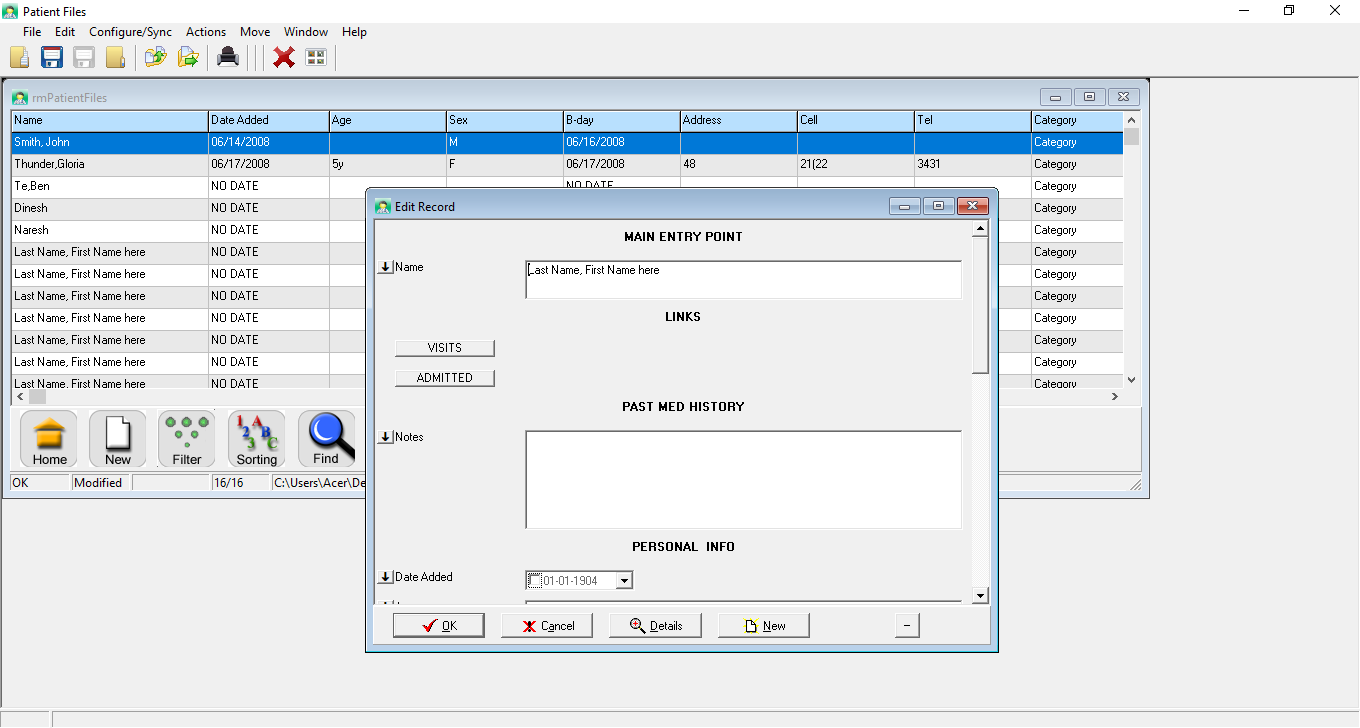 Patient Files
File Edit Configure/Sync Actions Move Window Help
rmPatientFiles
Name Date Added Age Sex B-day Address Cell Tel Category
Smith, John 06/14/2008 M 06/16/2008 Category
Thunder,Gloria 06/17/2008 5y F 06/17/2008 48 21(22 3431 Category
Te,Ben NO DATE NO DATE Category
Dinesh NO DATE Category
Naresh NO DATE Category
Last Name, First Name here NO DATE Category
Last Name, First Name here NO DATE Category
Last Name, First Name here NO DATE Category
Last Name, First Name here NO DATE Category
Last Name, First Name here NO DATE Category
Last Name, First Name here NO DATE Category
Last Name, First Name here NO DATE Category
Home New Filter Sorting Find
OK Modified 16/16 C:\Users\Acer\De
Edit Record
MAIN ENTRY POINT
Name Last Name, First Name here
LINKS
VISITS
ADMITTED
PAST MED HISTORY
Notes
PERSONAL INFO
Date Added 01-01-1904
OK Cancel Details New –